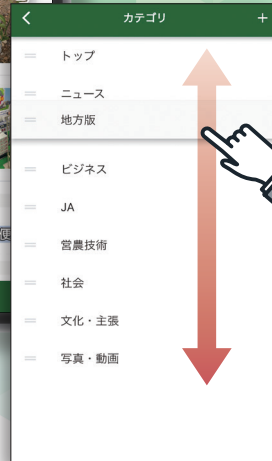 カテゴリ
トップ
ニュース
地方版
ビジネス
JA
営農技術
社会
文化・主張
写真・動画
便